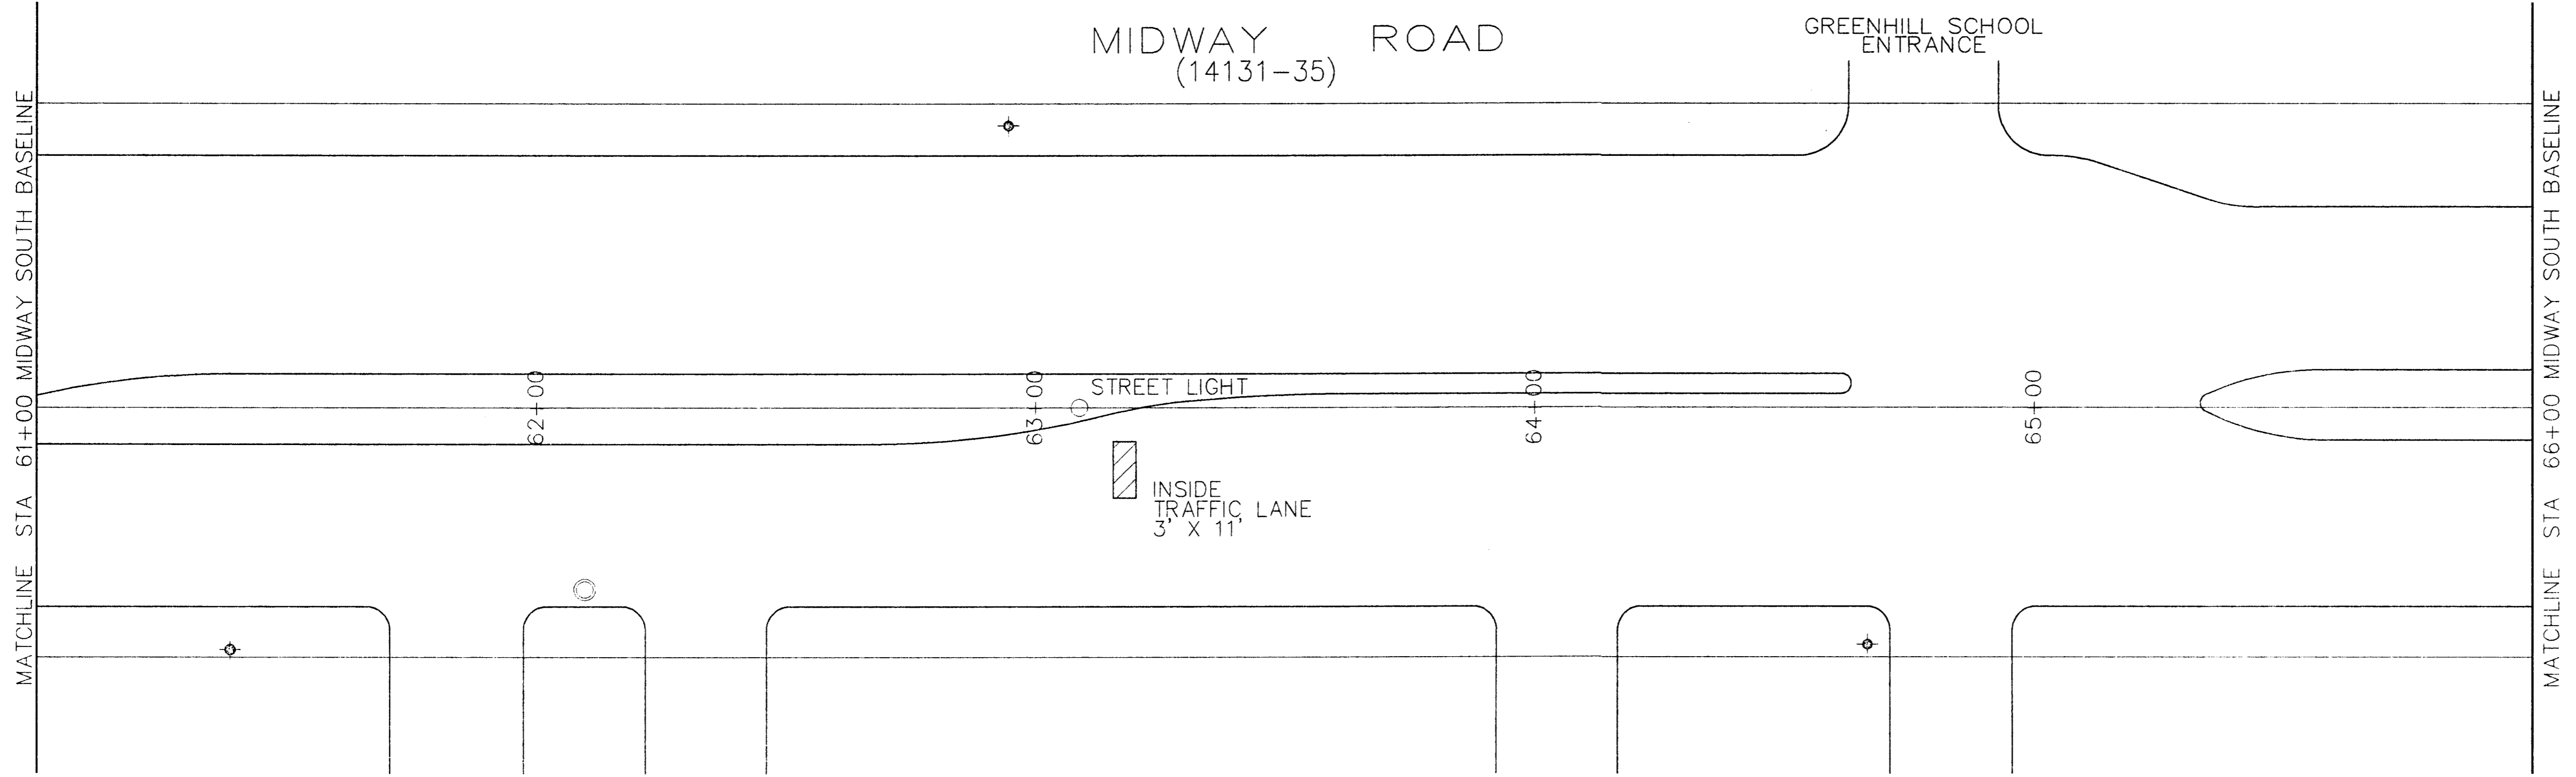 MIDWAY ROAD
(14131-35)
GREENHILL SCHOOL
ENTRANCE
MATCHLINE STA 61+00 MIDWAY SOUTH BASELINE
62+00
63+00
STREET LIGHT
64+00
65+00
INSIDE
TRAFFIC LANE
3' X 11'
MATCHLINE STA 66+00 MIDWAY SOUTH BASELINE